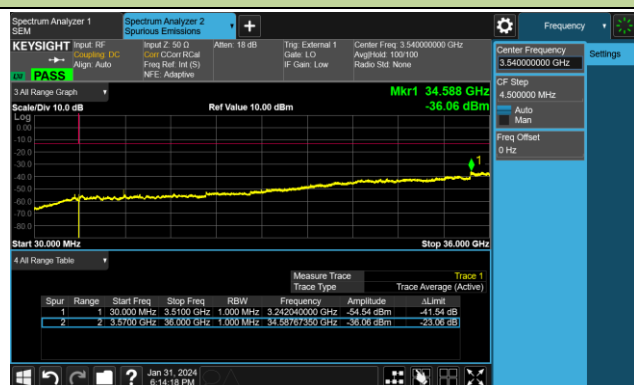 Spectrum Analyzer 1
SEM
Spectrum Analyzer 2
Spurious Emissions
Frequency
KEYSIGHT
Input: RF
Coupling: DC
Align: Auto
Input Z: 50 Ω
Corr CCorr RCal
Freq Ref: Int (S)
NFE: Adaptive
Atten: 18 dB
Trig: External 1
Gate: LO
IF Gain: Low
Center Freq: 3.540000000 GHz
Avg|Hold: 100/100
Radio Std: None
LXI
PASS
Center Frequency
3.540000000 GHz
Settings
CF Step
4.500000 MHz
Auto
Man
Freq Offset
0 Hz
3 All Range Graph
Mkr1 34.588 GHz
Scale/Div 10.0 dB
Ref Value 10.00 dBm
-36.06 dBm
Log
0.00
-10.0
-20.0
-30.0
-40.0
-50.0
-60.0
-70.0
-80.0
1
Start 30.000 MHz
Stop 36.000 GHz
4 All Range Table
Measure Trace Trace 1
Trace Type Trace Average (Active)
Spur Range Start Freq Stop Freq RBW Frequency Amplitude ΔLimit
1 1 30.000 MHz 3.5100 GHz 1.000 MHz 3.242040000 GHz -54.54 dBm -41.54 dB
2 2 3.5700 GHz 36.000 GHz 1.000 MHz 34.58767350 GHz -36.06 dBm -23.06 dB
Jan 31, 2024
6:14:18 PM